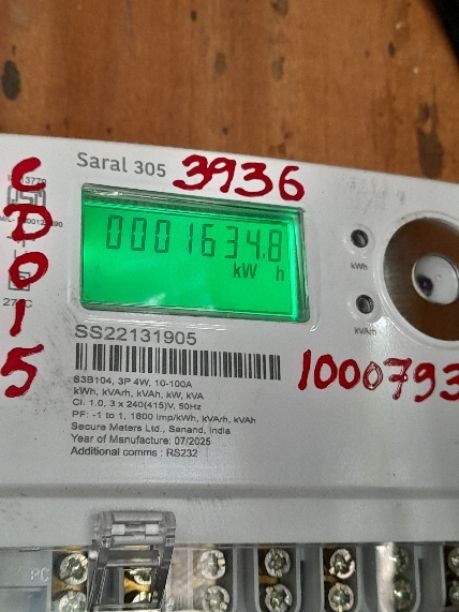 Saral 305
3936
0001634.8
kW h
kWh
kVArh
SS22131905
S3B104, 3P 4W, 10-100A
kWh, kVArh, kVAh, kW, kVA
Cl. 1.0, 3 x 240(415)V, 50Hz
PF: -1 to 1, 1600 imp/kWh, kVArh, kVAh
Secure Meters Ltd., Sanand, India
Year of Manufacture: 07/2025
Additional comms : RS232
1000793
C
D
0
1
5